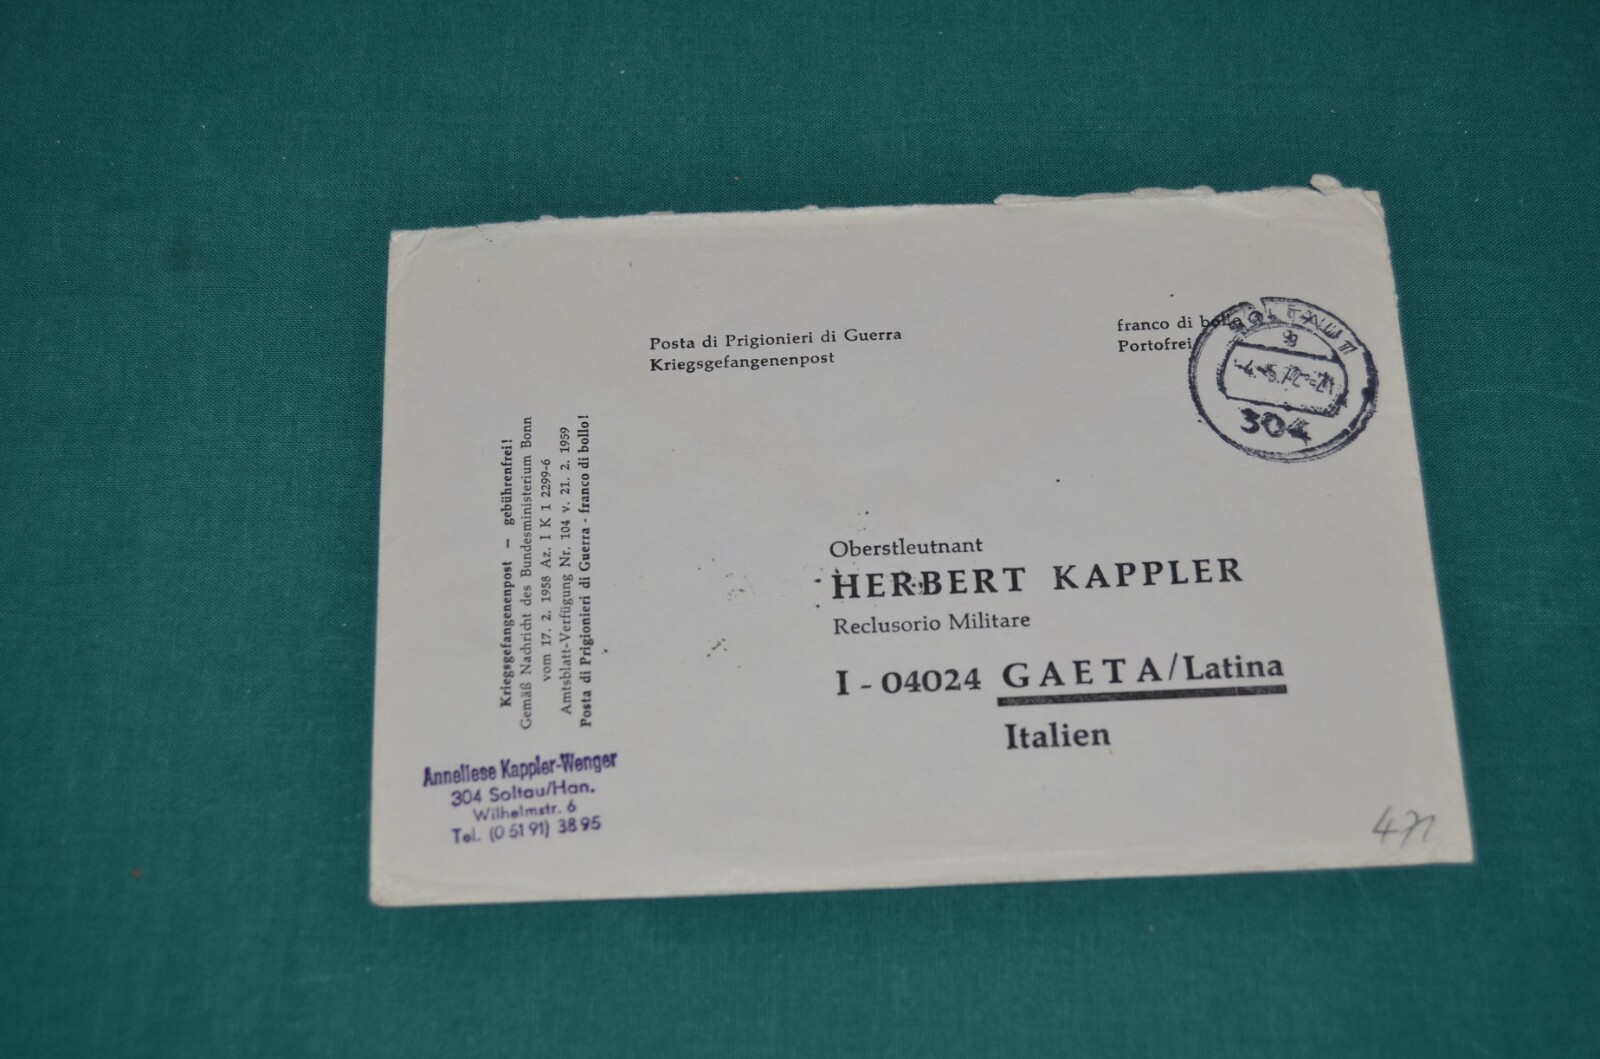 Posta di Prigionieri di Guerra
Kriegsgefangenenpost
franco di bollo
Portofrei
SOLTAU 1
g
304
Kriegsgefangenenpost – gebührenfrei!
Gemäß Nachricht des Bundesministerium Bonn
vom 17. 2. 1958 Az. I K 1 2299-6
Amtsblatt-Verfügung Nr. 104 v. 21. 2. 1959
Posta di Prigionieri di Guerra - franco di bollo!
Oberstleutnant
HERBERT KAPPLER
Reclusorio Militare
I - 04024 GAETA/Latina
Italien
Anneliese Kappler-Wenger
304 Soltau/Han.
Wilhelmstr. 6
Tel. (0 51 91) 38 95
471